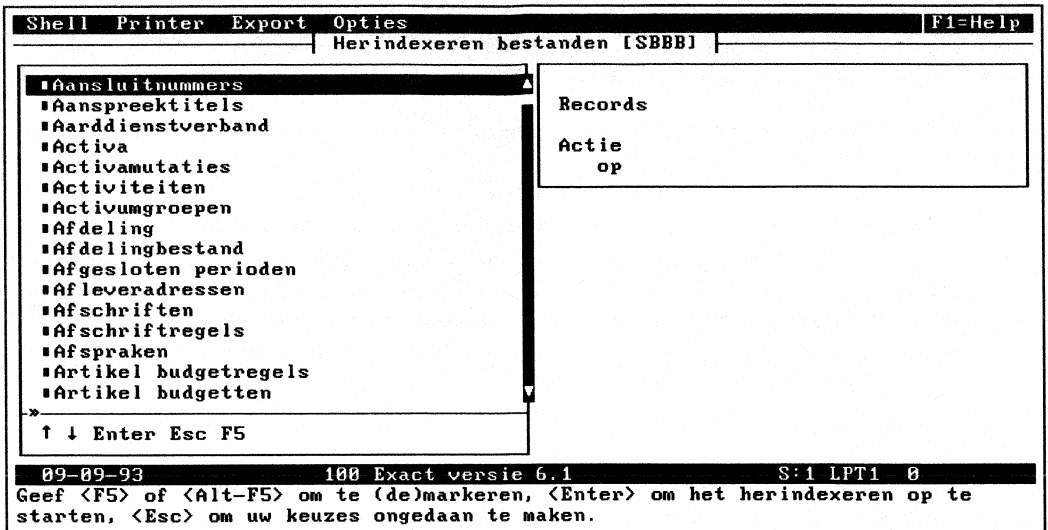 Shell Printer Export Opties F1=Help
Herindexeren bestanden [SBBB]
Aansluitnummers
Aanspreektitels
Aarddienstverband
Activa
Activamutaties
Activiteiten
Activumgroepen
Afdeling
Afdelingbestand
Afgesloten perioden
Afleveradressen
Afschriften
Afschriftregels
Afspraken
Artikel budgetregels
Artikel budgetten
» 
↑ ↓ Enter Esc F5
Records
Actie
op
09-09-93 100 Exact versie 6.1 S:1 LPT1 0
Geef <F5> of <Alt-F5> om te (de)markeren, <Enter> om het herindexeren op te
starten, <Esc> om uw keuzes ongedaan te maken.